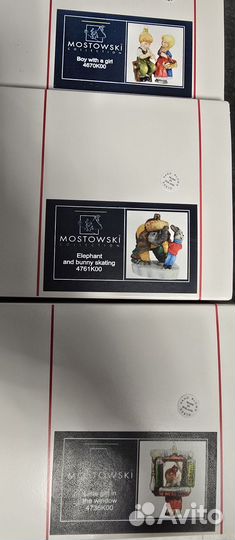 MOSTOWSKI
COLLECTION
Boy with a girl
4670K00
MOSTOWSKI
COLLECTION
Elephant
and bunny skating
4761K00
MOSTOWSKI
Little girl in
the window
4736K00
Avito